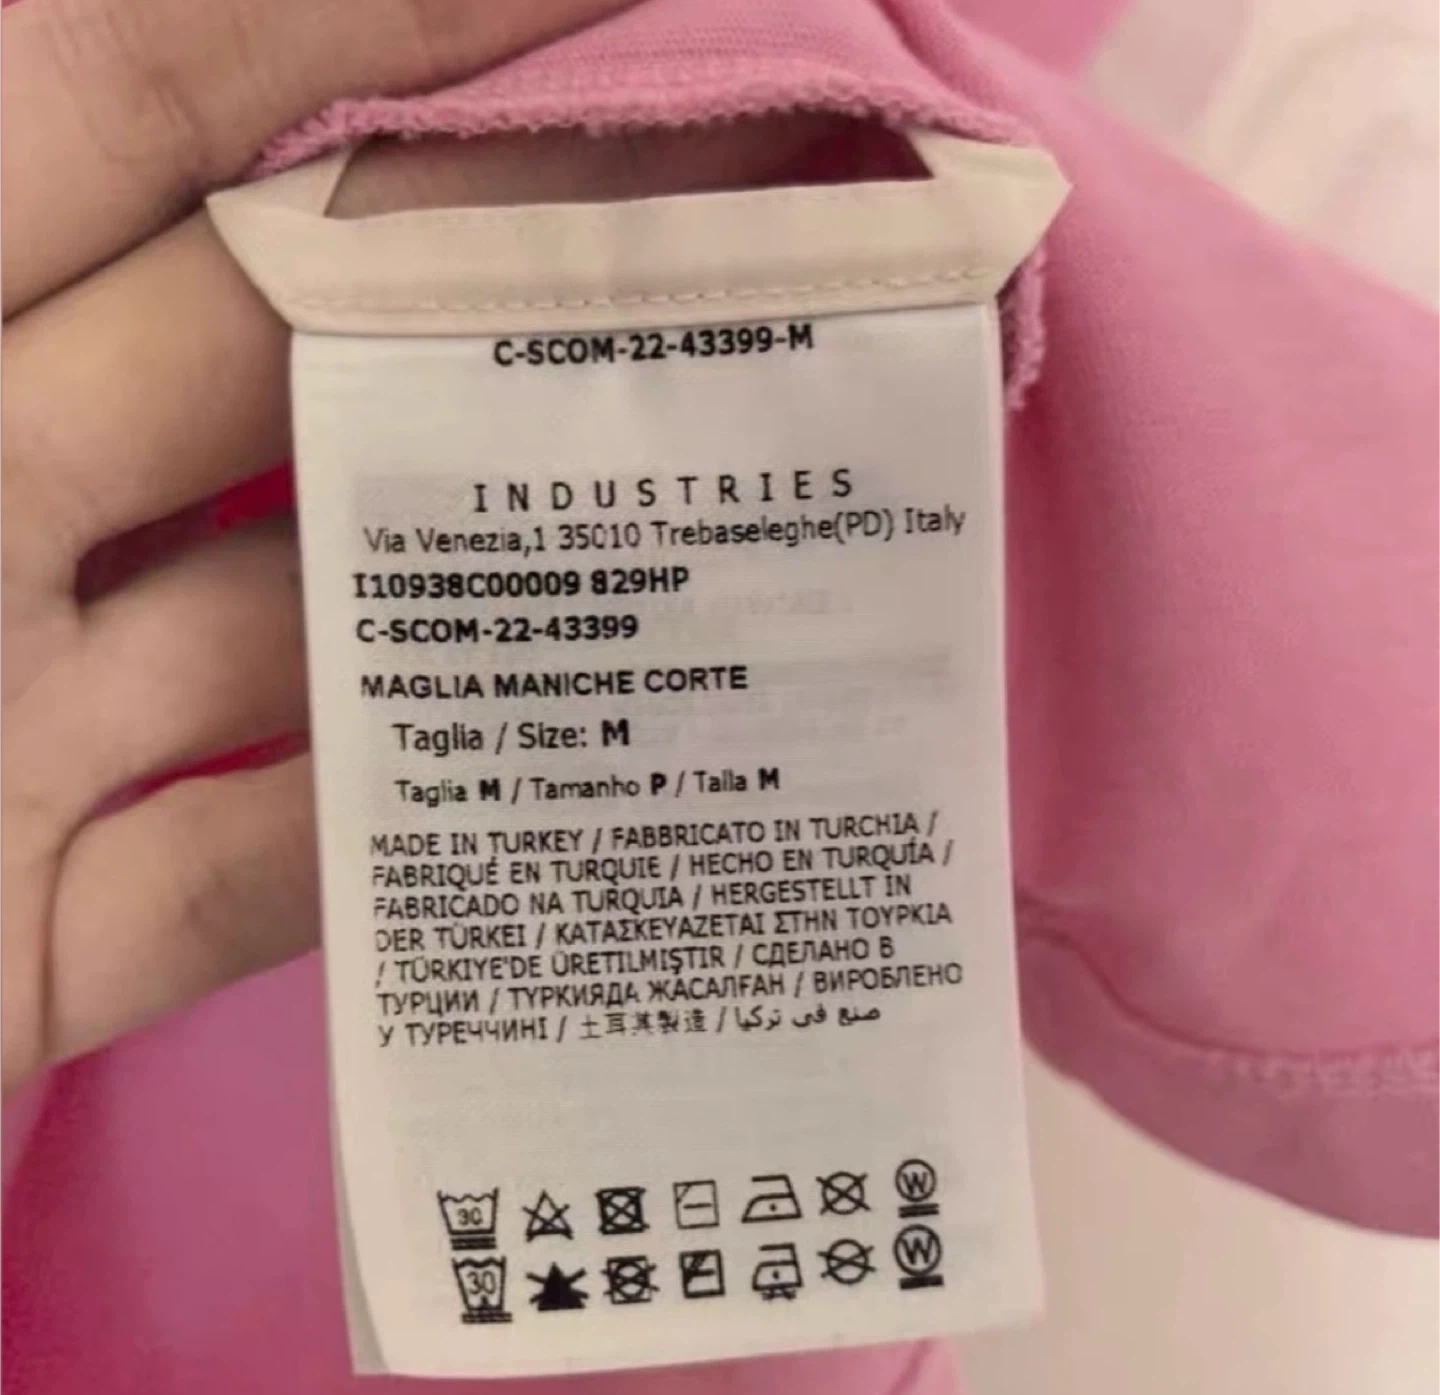 C-SCOM-22-43399-M
INDUSTRIES
Via Venezia,1 35010 Trebaseleghe(PD) Italy
I10938C00009 829HP
C-SCOM-22-43399
MAGLIA MANICHE CORTE
Taglia / Size: M
Taglia M / Tamanho P / Talla M
MADE IN TURKEY / FABBRICATO IN TURCHIA /
FABRIQUÉ EN TURQUIE / HECHO EN TURQUÍA /
FABRICADO NA TURQUIA / HERGESTELLT IN
DER TÜRKEI / ΚΑΤΑΣΚΕΥΑΖΕΤΑΙ ΣΤΗΝ ΤΟΥΡΚΙΑ
/ TÜRKİYE'DE ÜRETILMIŞTIR / СДЕЛАНО В
ТУРЦИИ / ТҮРКИЯДА ЖАСАЛҒАН / ВИРОБЛЕНО
У ТУРЕЧЧИНІ / 土耳其製造 / صنع في تركيا
30 W
30 W